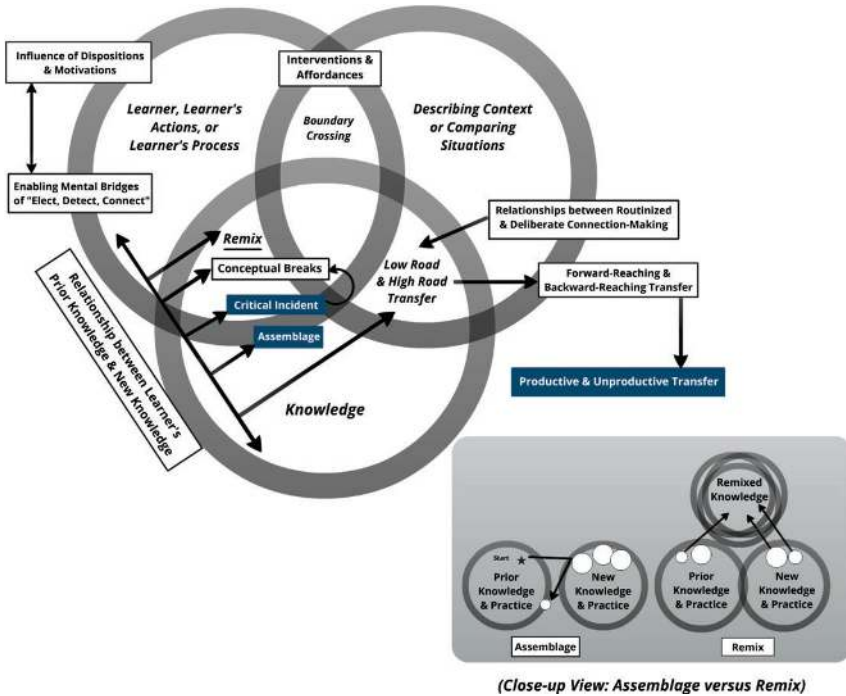 Influence of Dispositions
& Motivations
Interventions &
Affordances
Learner, Learner's
Actions, or
Learner's Process
Boundary
Crossing
Describing Context
or Comparing
Situations
Enabling Mental Bridges
of "Elect, Detect, Connect"
Relationships between Routinized
& Deliberate Connection-Making
Remix
Conceptual Breaks
Critical Incident
Assemblage
Low Road
& High Road
Transfer
Forward-Reaching &
Backward-Reaching Transfer
Relationship between Learner's
Prior Knowledge & New Knowledge
Productive & Unproductive Transfer
Knowledge
Remixed
Knowledge
Start
Prior
Knowledge
& Practice
New
Knowledge
& Practice
Prior
Knowledge
& Practice
New
Knowledge
& Practice
Assemblage
Remix
(Close-up View: Assemblage versus Remix)